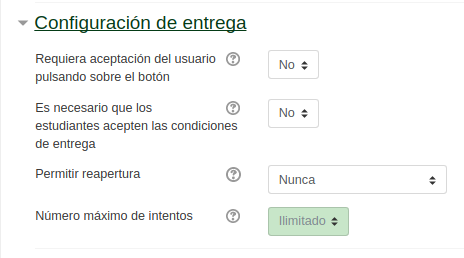 Configuración de entrega
Requiera aceptación del usuario
pulsando sobre el botón
No
Es necesario que los
estudiantes acepten las condiciones
de entrega
No
Permitir reapertura
Nunca
Número máximo de intentos
Ilimitado